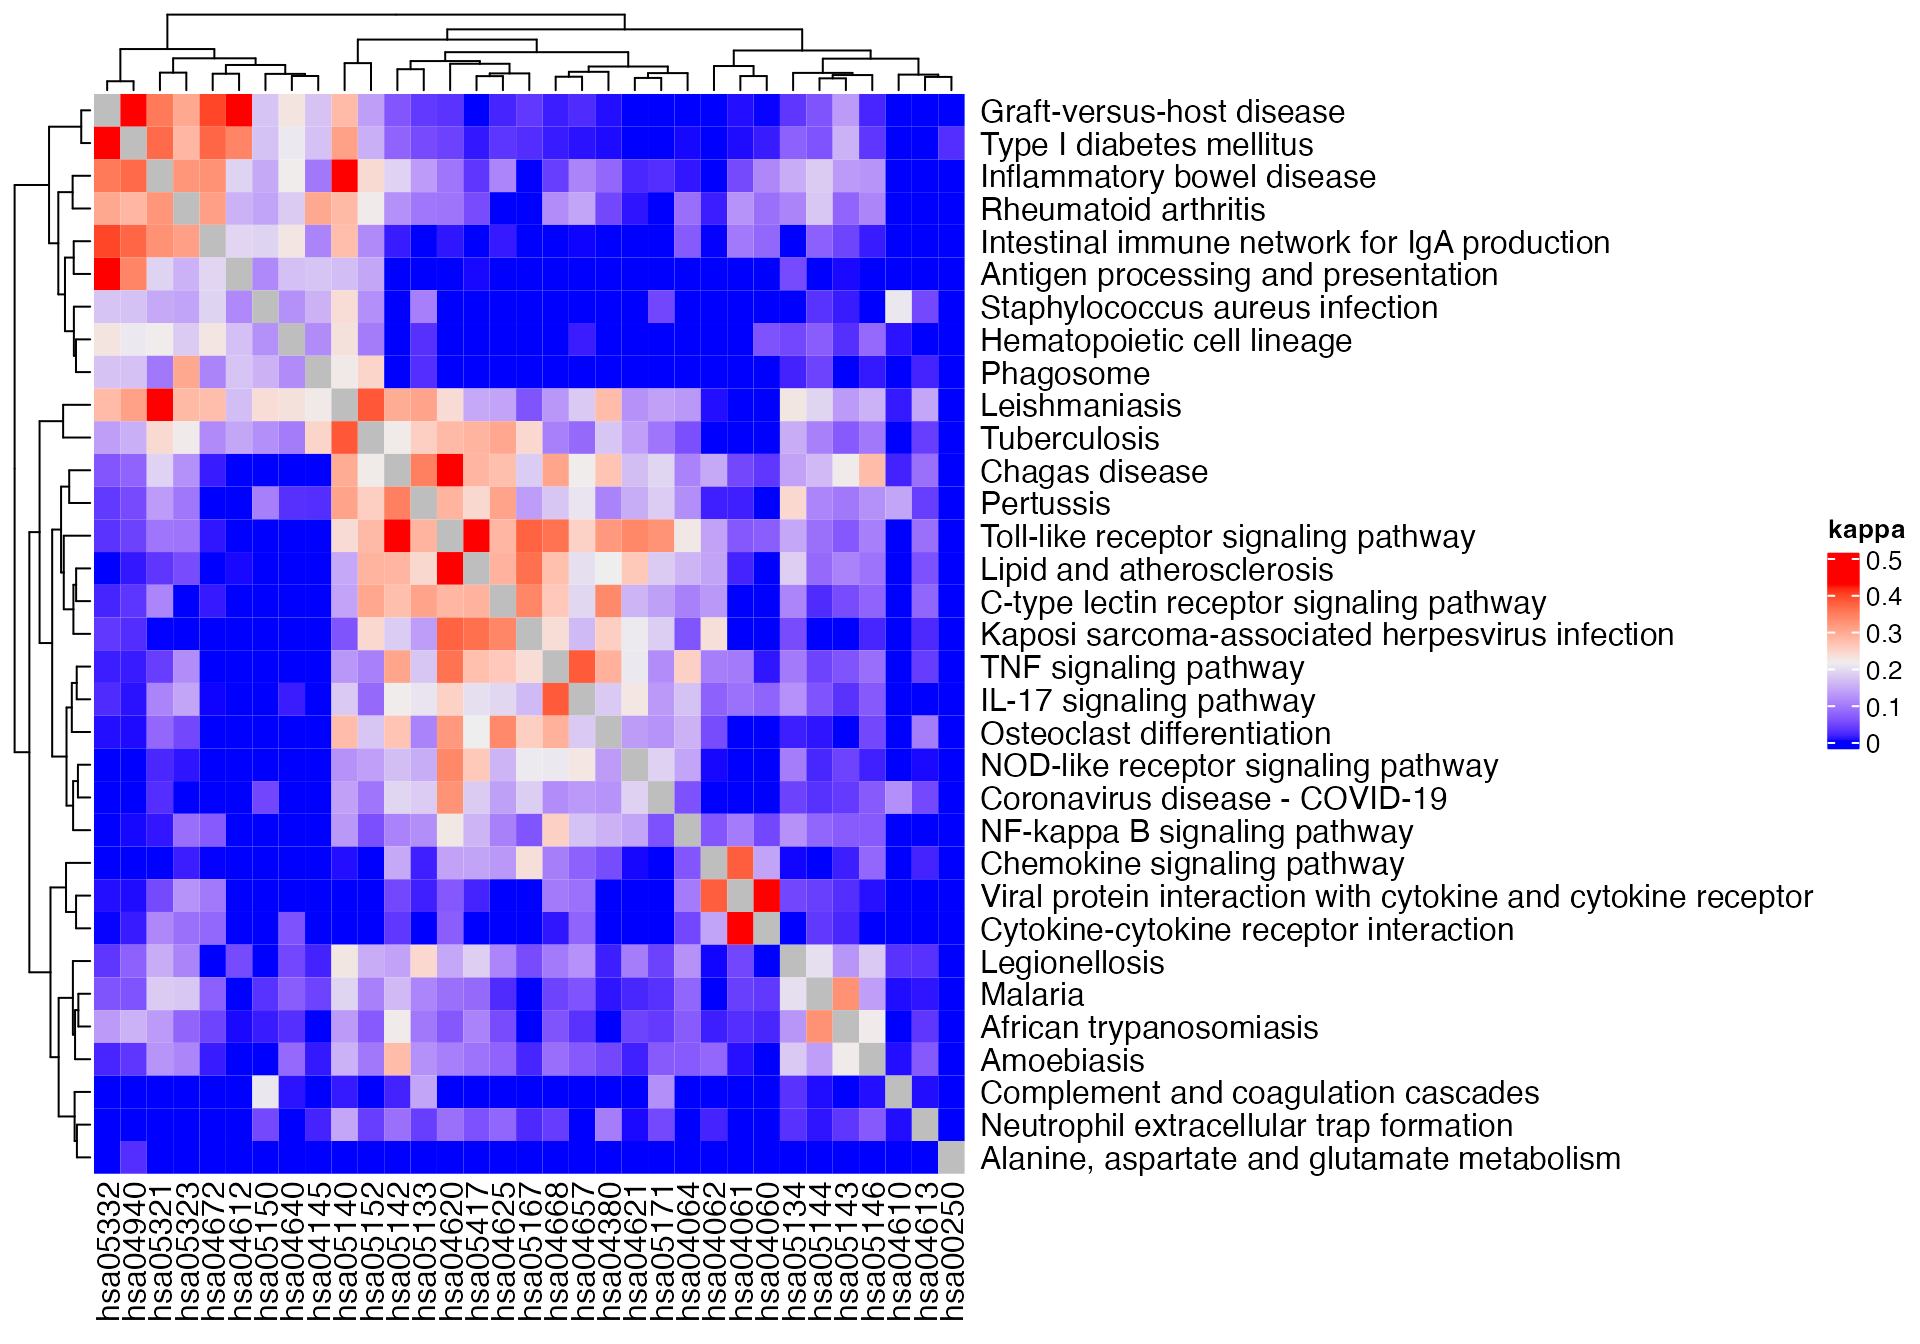 Graft-versus-host disease
Type I diabetes mellitus
Inflammatory bowel disease
Rheumatoid arthritis
Intestinal immune network for IgA production
Antigen processing and presentation
Staphylococcus aureus infection
Hematopoietic cell lineage
Phagosome
Leishmaniasis
Tuberculosis
Chagas disease
Pertussis
Toll-like receptor signaling pathway
Lipid and atherosclerosis
C-type lectin receptor signaling pathway
Kaposi sarcoma-associated herpesvirus infection
TNF signaling pathway
IL-17 signaling pathway
Osteoclast differentiation
NOD-like receptor signaling pathway
Coronavirus disease - COVID-19
NF-kappa B signaling pathway
Chemokine signaling pathway
Viral protein interaction with cytokine and cytokine receptor
Cytokine-cytokine receptor interaction
Legionellosis
Malaria
African trypanosomiasis
Amoebiasis
Complement and coagulation cascades
Neutrophil extracellular trap formation
Alanine, aspartate and glutamate metabolism
kappa
0.5
0.4
0.3
0.2
0.1
0
hsa05332
hsa04940
hsa05321
hsa05323
hsa04672
hsa04612
hsa05150
hsa04640
hsa04145
hsa05140
hsa05152
hsa05142
hsa05133
hsa04620
hsa05417
hsa04625
hsa05167
hsa04668
hsa04657
hsa04380
hsa04621
hsa05171
hsa04064
hsa04062
hsa04061
hsa04060
hsa05134
hsa05144
hsa05143
hsa05146
hsa04610
hsa04613
hsa00250